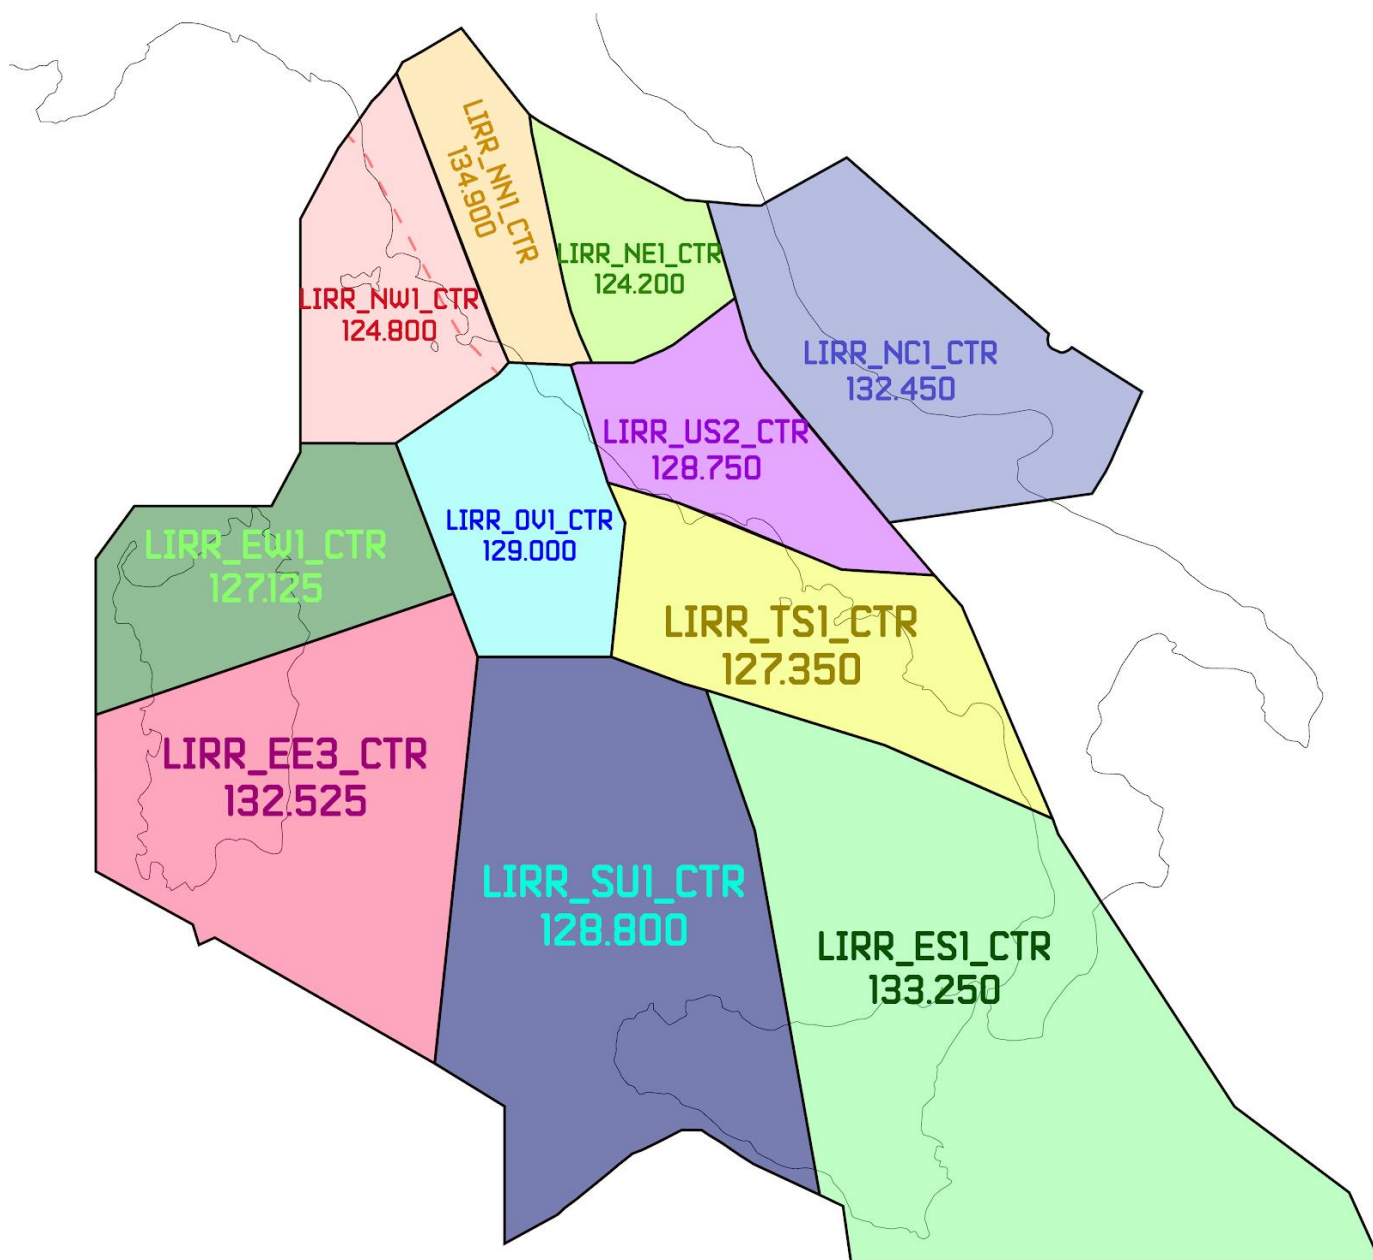 LIRR_NN1_CTR
134.900
LIRR_NE1_CTR
124.200
LIRR_NW1_CTR
124.800
LIRR_NC1_CTR
132.450
LIRR_US2_CTR
128.750
LIRR_OV1_CTR
129.000
LIRR_EW1_CTR
127.125
LIRR_TS1_CTR
127.350
LIRR_EE3_CTR
132.525
LIRR_SU1_CTR
128.800
LIRR_ES1_CTR
133.250